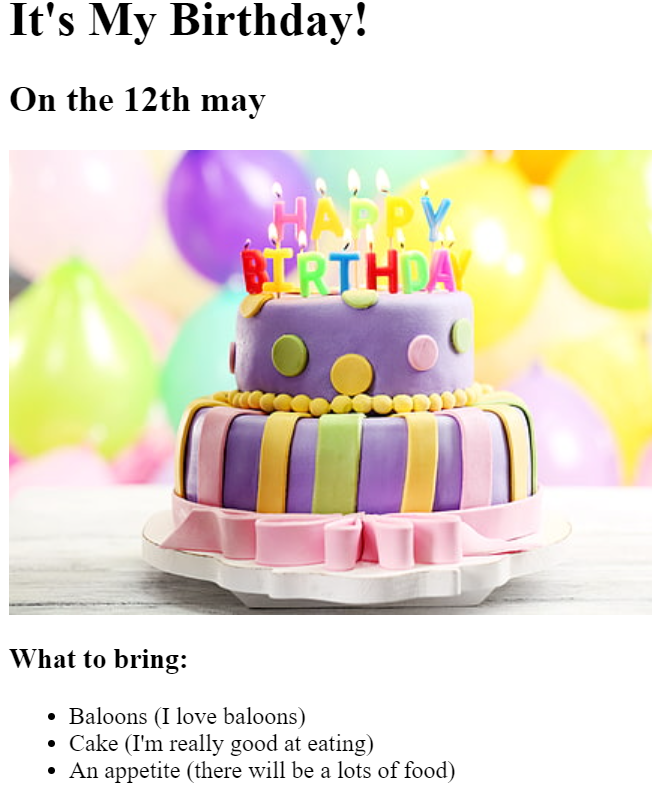 It's My Birthday!
On the 12th may
HAPPY
BIRTHDAY
What to bring:
Baloons (I love baloons)
Cake (I'm really good at eating)
An appetite (there will be a lots of food)